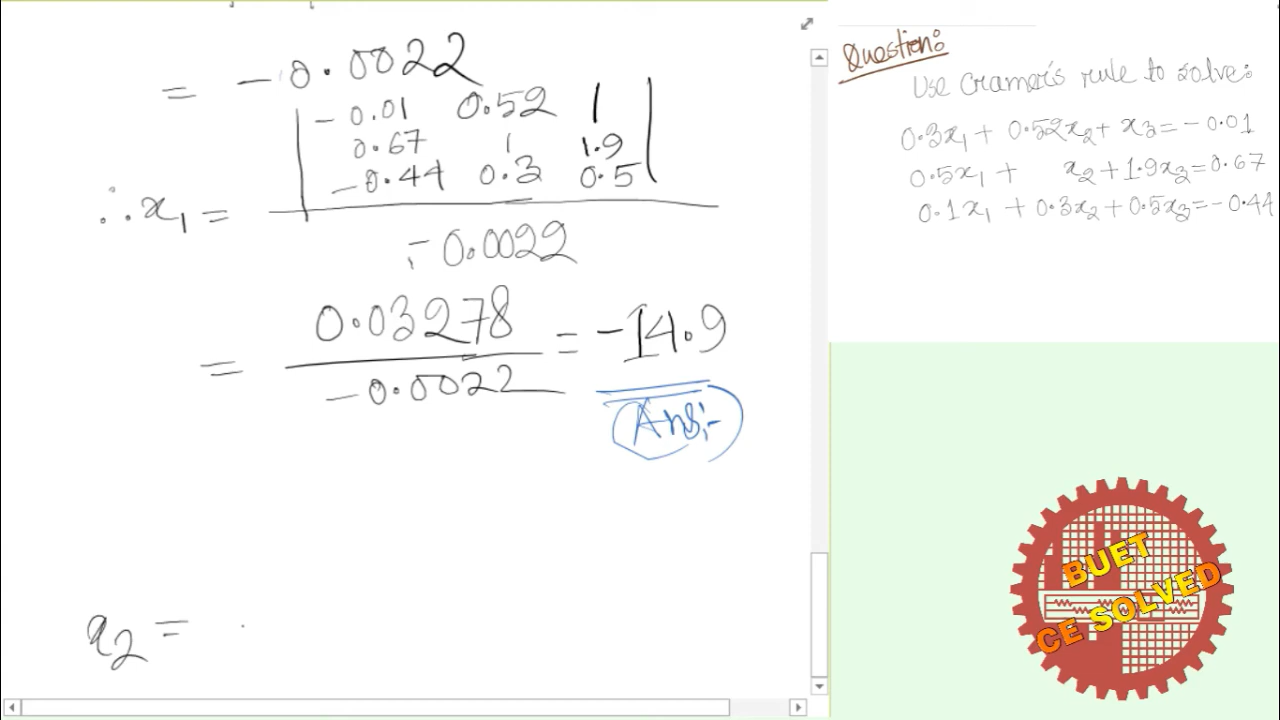 = -0.0022
| -0.01 0.52 1 |
| 0.67 1 1.9 |
| -0.44 0.3 0.5 |
∴ x₁ =
-0.0022
= 0.03278 / -0.0022 = -14.9
Ans:-
x₂ =
Question:
Use Cramer's rule to solve:
0.3x₁ + 0.52x₂ + x₃ = -0.01
0.5x₁ + x₂ + 1.9x₃ = 0.67
0.1x₁ + 0.3x₂ + 0.5x₃ = -0.44
BUET
CE SOLVED